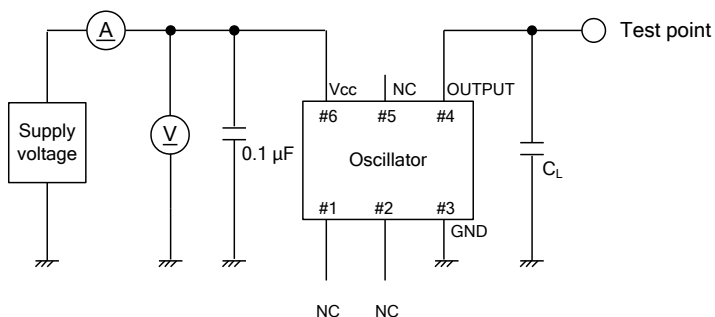 A
Test point
Vcc
NC
OUTPUT
#6
#5
#4
Supply
voltage
V
0.1 µF
Oscillator
CL
#1
#2
#3
GND
NC
NC